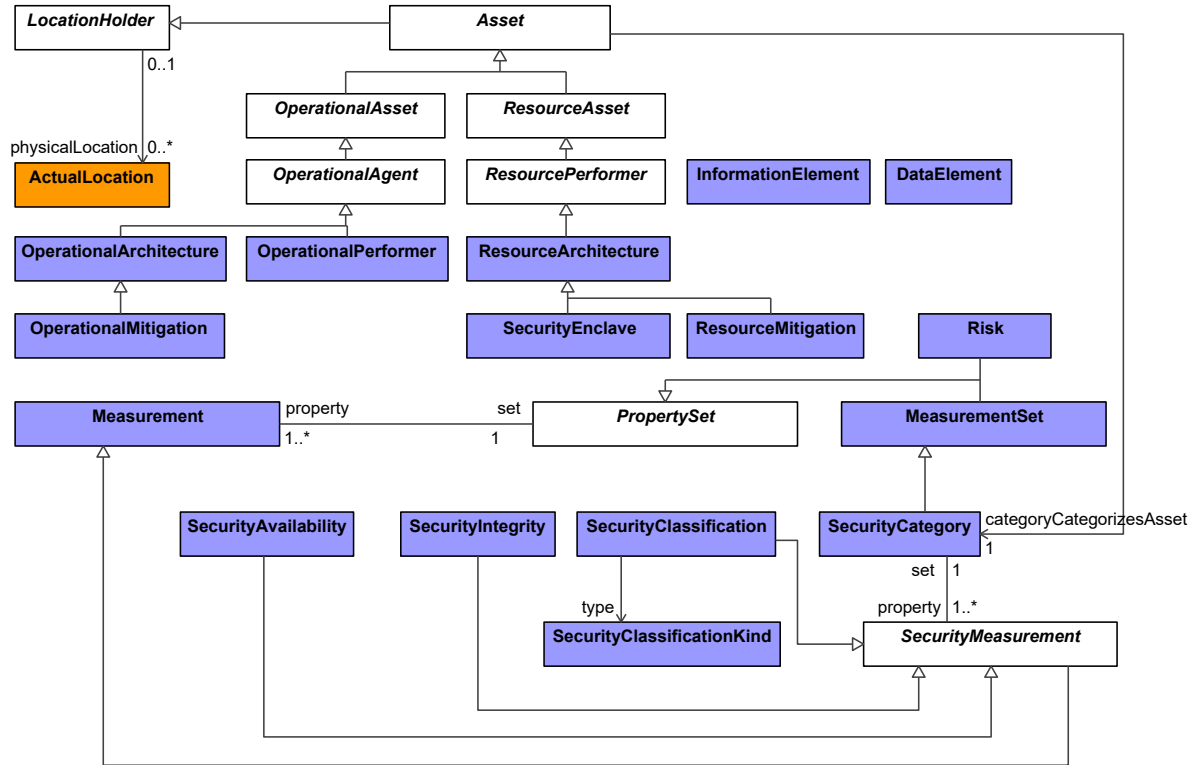 LocationHolder
Asset
0..1
OperationalAsset
ResourceAsset
physicalLocation
0..*
ActualLocation
OperationalAgent
ResourcePerformer
InformationElement
DataElement
OperationalArchitecture
OperationalPerformer
ResourceArchitecture
OperationalMitigation
SecurityEnclave
ResourceMitigation
Risk
Measurement
property
1..*
set
1
PropertySet
MeasurementSet
SecurityAvailability
SecurityIntegrity
SecurityClassification
SecurityCategory
categoryCategorizesAsset
1
set
1
type
property
1..*
SecurityClassificationKind
SecurityMeasurement